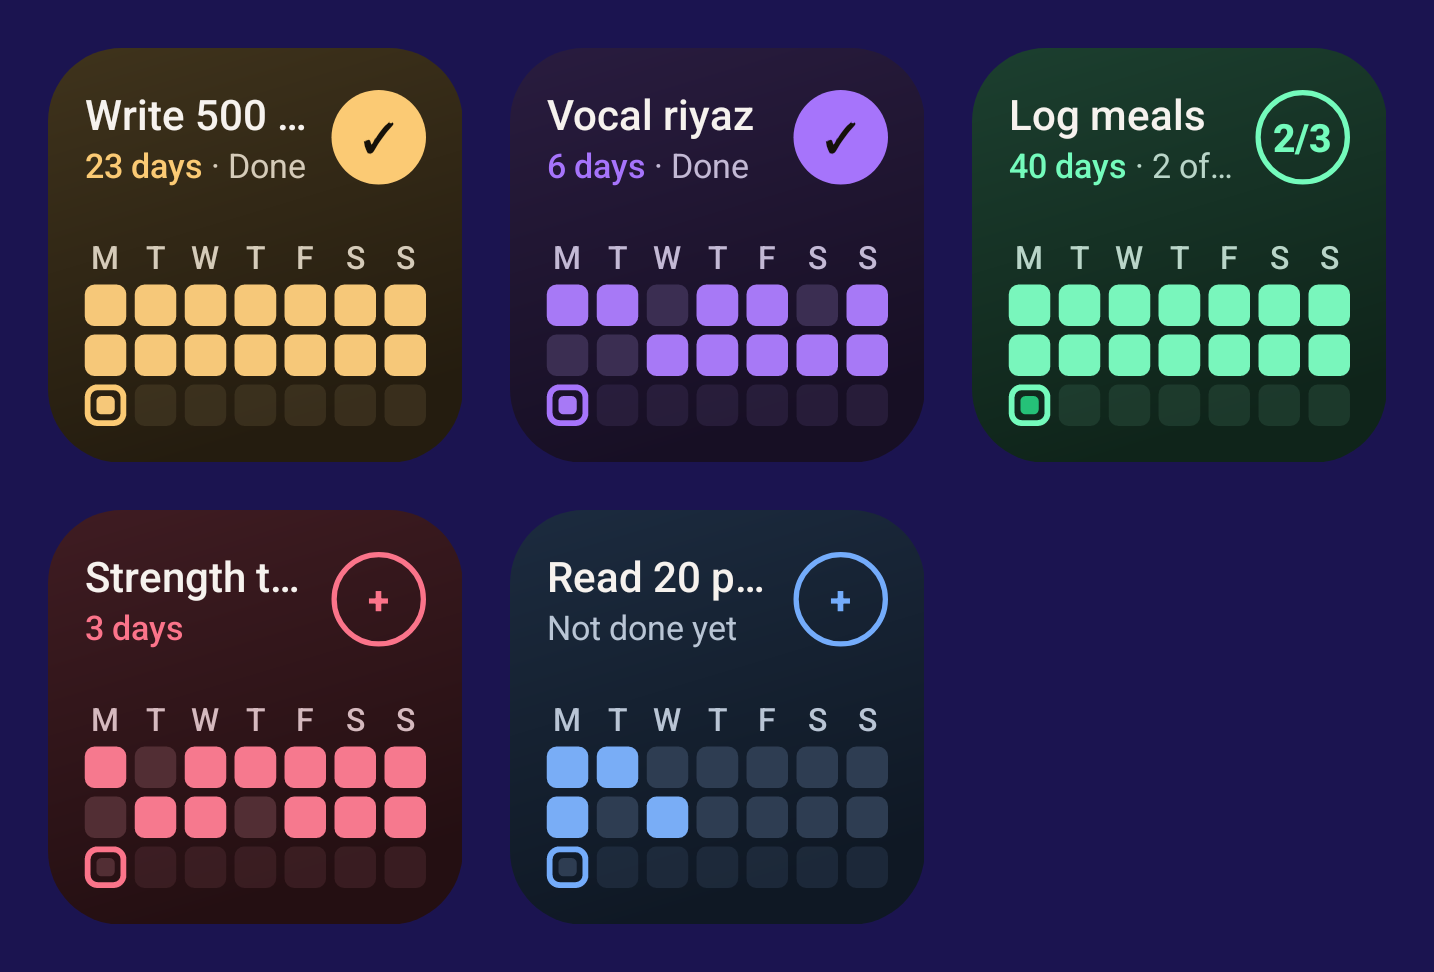 Write 500 ...
23 days · Done
✓
M T W T F S S
Vocal riyaz
6 days · Done
✓
M T W T F S S
Log meals
40 days · 2 of...
2/3
M T W T F S S
Strength t...
3 days
+
M T W T F S S
Read 20 p...
Not done yet
+
M T W T F S S